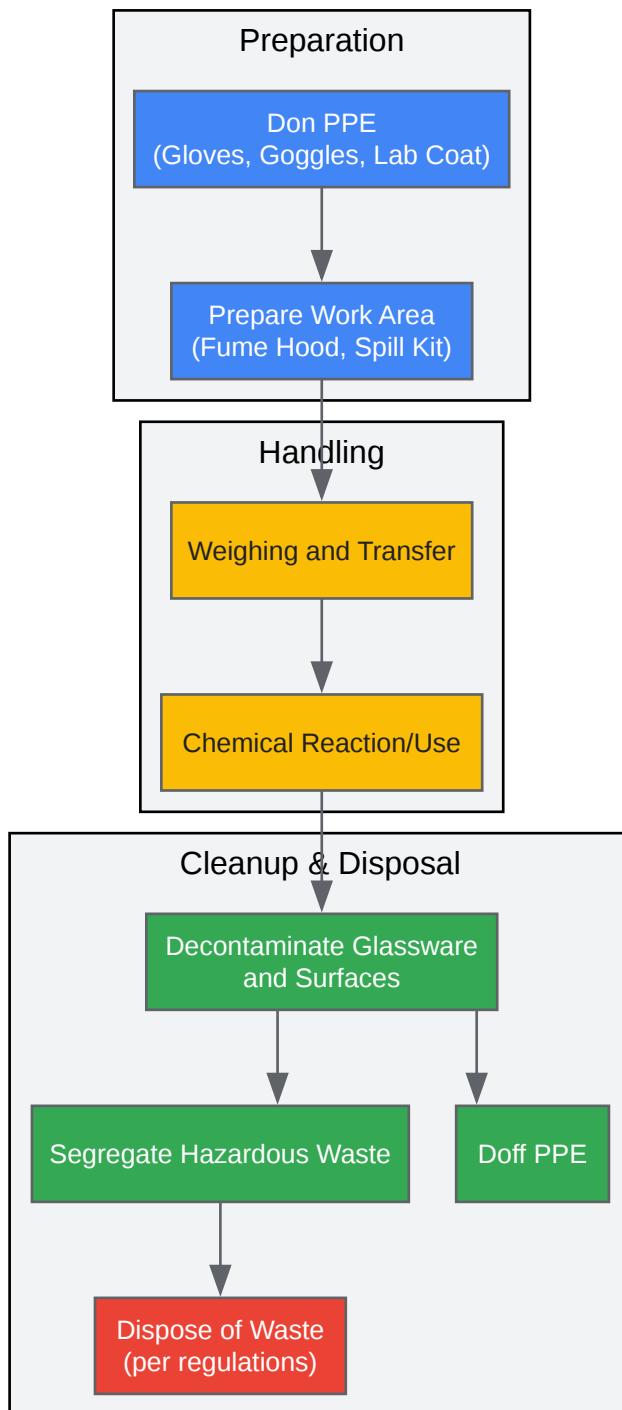 Preparation
Don PPE
(Gloves, Goggles, Lab Coat)
Prepare Work Area
(Fume Hood, Spill Kit)
Handling
Weighing and Transfer
Chemical Reaction/Use
Cleanup & Disposal
Decontaminate Glassware
and Surfaces
Segregate Hazardous Waste
Doff PPE
Dispose of Waste
(per regulations)